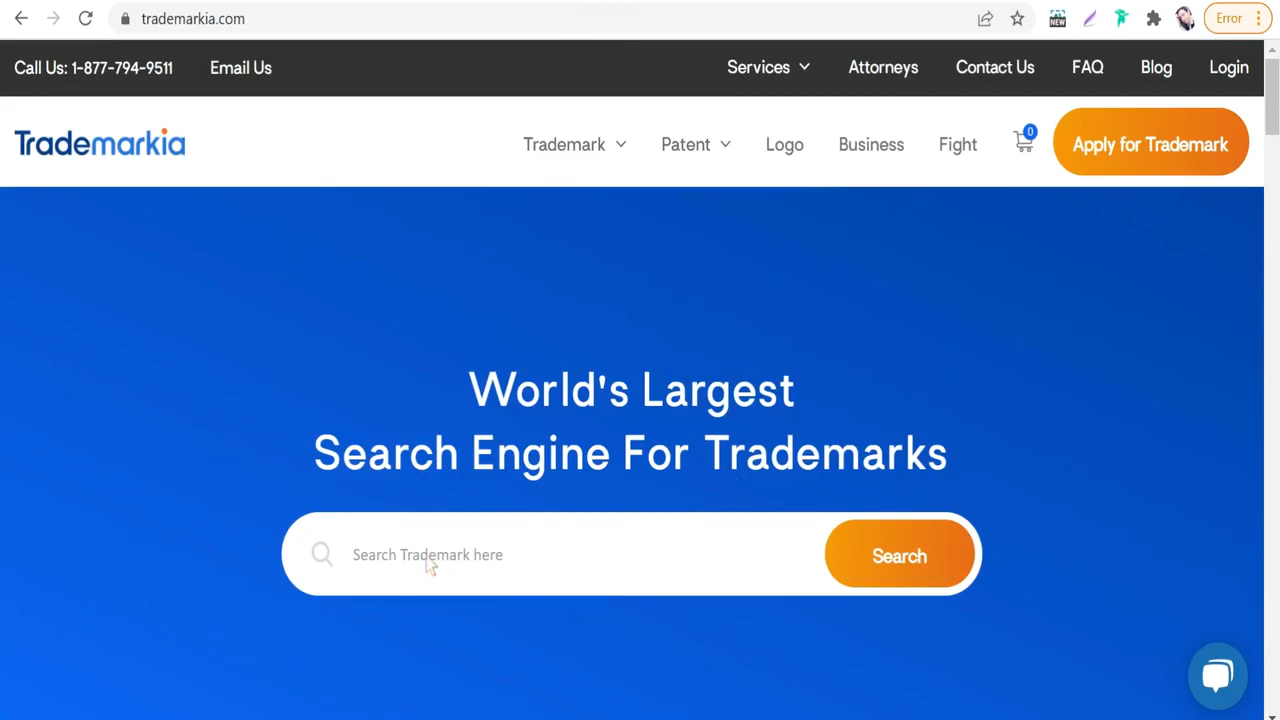 trademarkia.com
NEW
Error
Call Us: 1-877-794-9511 Email Us
Services Attorneys Contact Us FAQ Blog Login
Trademarkia
Trademark Patent Logo Business Fight 0 Apply for Trademark
World's Largest
Search Engine For Trademarks
Search Trademark here
Search